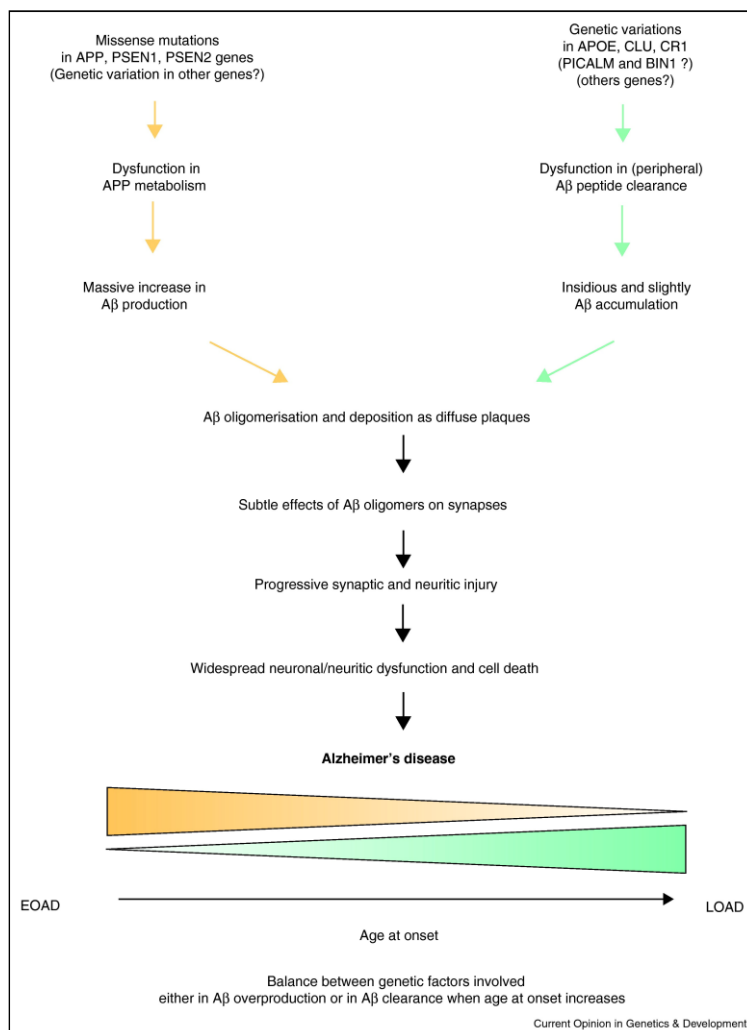 Missense mutations
in APP, PSEN1, PSEN2 genes
(Genetic variation in other genes?)
Genetic variations
in APOE, CLU, CR1
(PICALM and BIN1 ?)
(others genes?)
Dysfunction in
APP metabolism
Dysfunction in (peripheral)
Aβ peptide clearance
Massive increase in
Aβ production
Insidious and slightly
Aβ accumulation
Aβ oligomerisation and deposition as diffuse plaques
Subtle effects of Aβ oligomers on synapses
Progressive synaptic and neuritic injury
Widespread neuronal/neuritic dysfunction and cell death
Alzheimer's disease
EOAD
LOAD
Age at onset
Balance between genetic factors involved
either in Aβ overproduction or in Aβ clearance when age at onset increases
Current Opinion in Genetics & Development